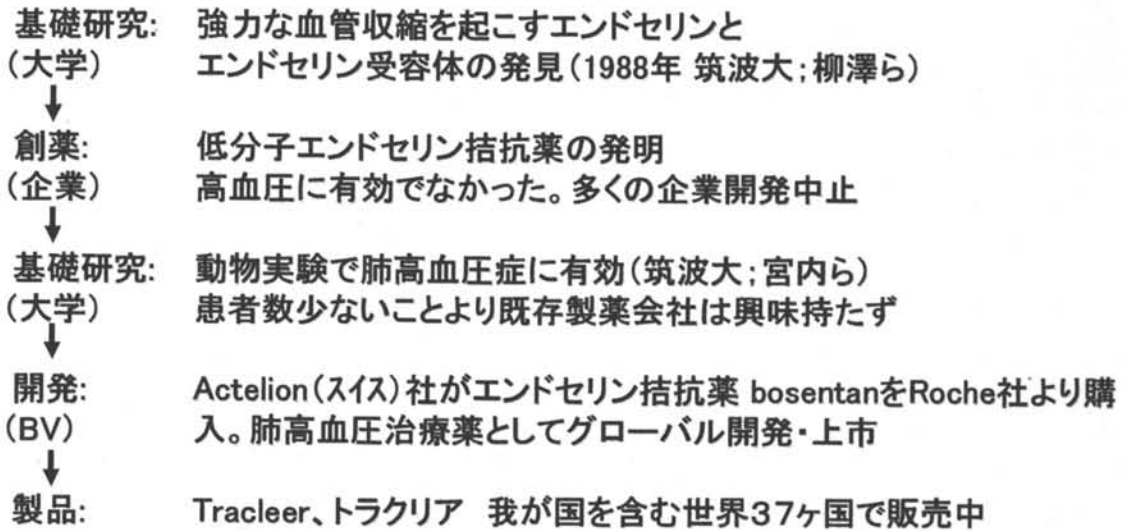 基礎研究: 強力な血管収縮を起こすエンドセリンと
(大学) エンドセリン受容体の発見(1988年 筑波大;柳澤ら)
↓
創薬: 低分子エンドセリン拮抗薬の発明
(企業) 高血圧に有効でなかった。多くの企業開発中止
↓
基礎研究: 動物実験で肺高血圧症に有効(筑波大;宮内ら)
(大学) 患者数少ないことより既存製薬会社は興味持たず
↓
開発: Actelion(スイス)社がエンドセリン拮抗薬 bosentanをRoche社より購
(BV) 入。肺高血圧治療薬としてグローバル開発・上市
↓
製品: Tracleer、トラクリア 我が国を含む世界37ヶ国で販売中